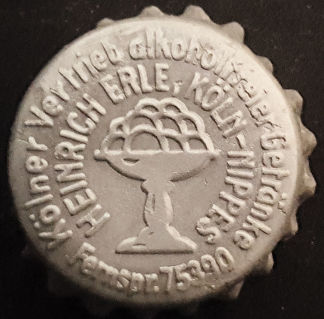 Kölner Vertrieb alkoholfreier Getränke
HEINRICH ERLE, KÖLN-NIPPES
Fernspr. 75390